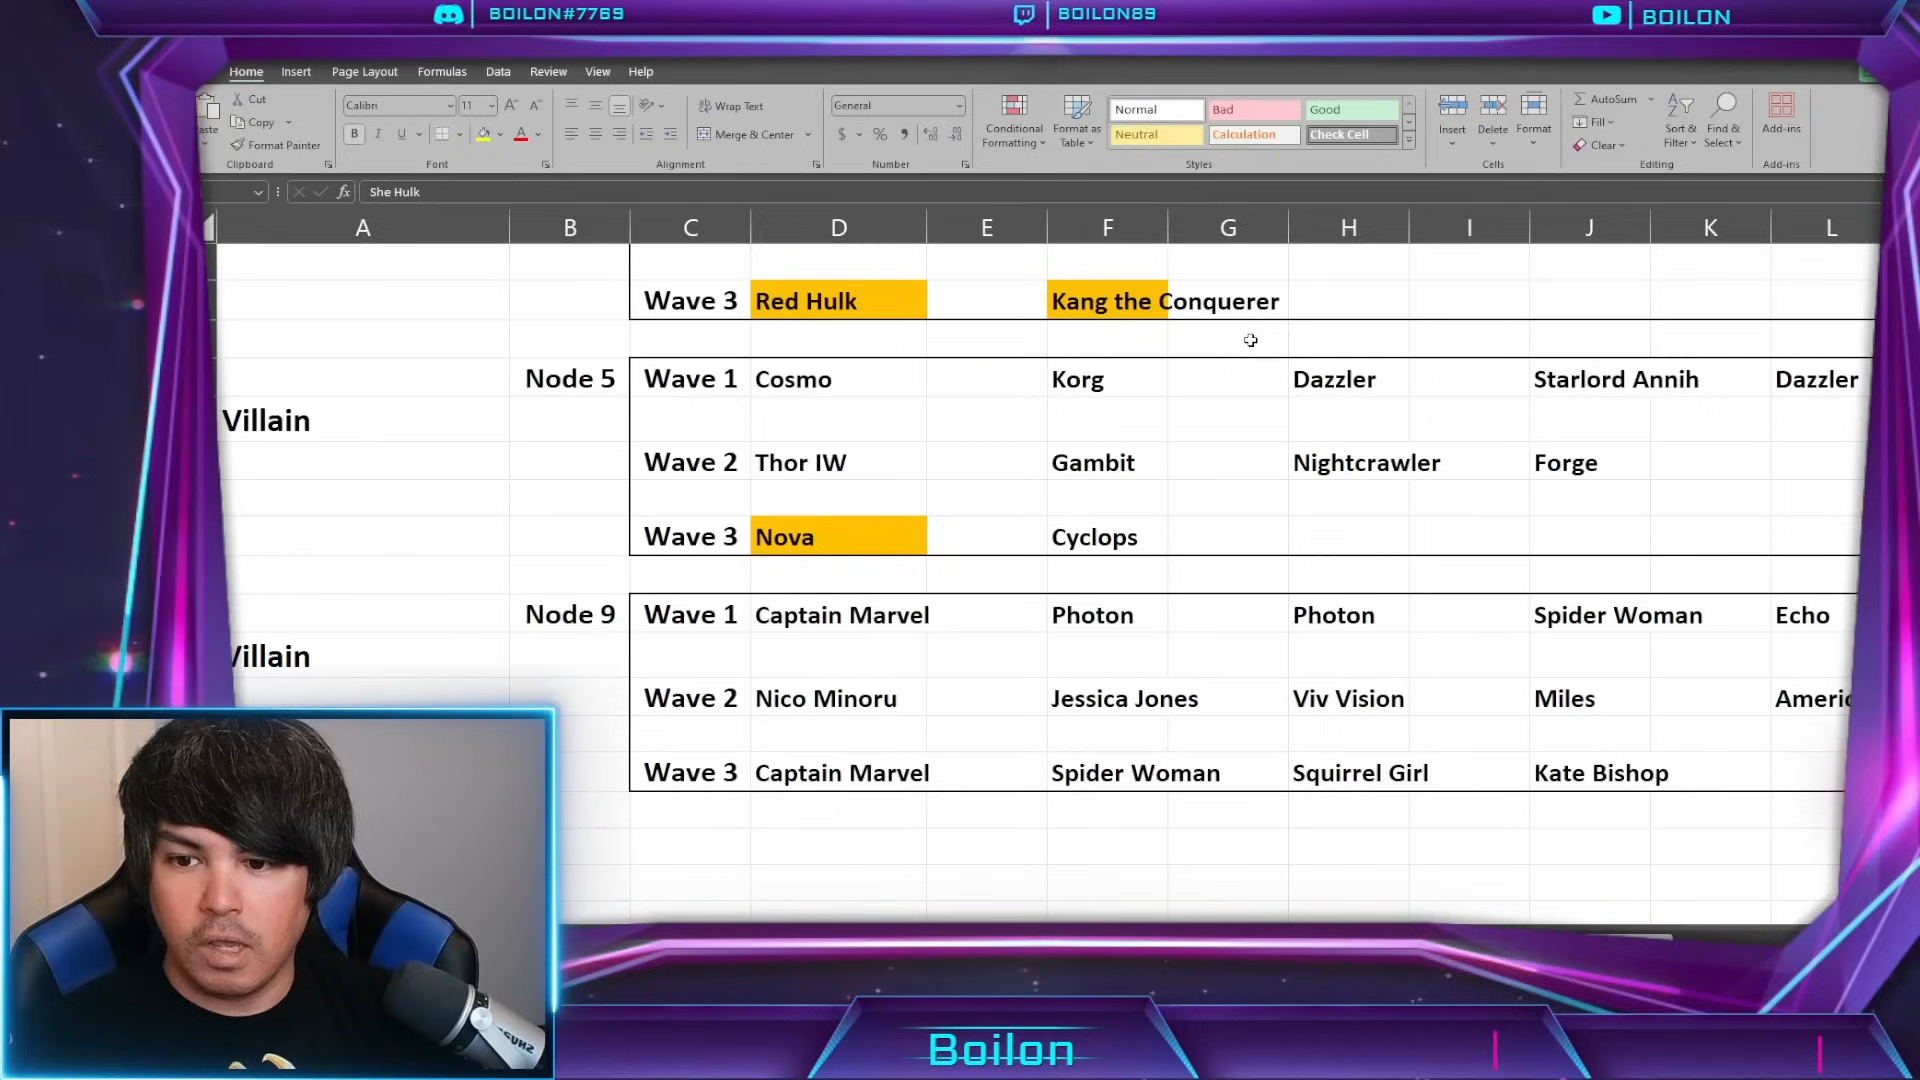 BOILON#7769 BOILON89 BOILON
Home Insert Page Layout Formulas Data Review View Help
Cut
Copy
Format Painter
Clipboard
Calibri 11
B I U A
Font
Wrap Text
Merge & Center
Alignment
General
$ %
Number
Conditional Formatting
Format as Table
Normal Bad Good
Neutral Calculation Check Cell
Styles
Insert Delete Format
Cells
AutoSum
Fill
Clear
Sort & Filter
Find & Select
Editing
Add-ins
Add-ins
fx She Hulk
A B C D E F G H I J K L
Wave 3 Red Hulk Kang the Conquerer
Node 5 Wave 1 Cosmo Korg Dazzler Starlord Annih Dazzler
Villain
Wave 2 Thor IW Gambit Nightcrawler Forge
Wave 3 Nova Cyclops
Node 9 Wave 1 Captain Marvel Photon Photon Spider Woman Echo
Villain
Wave 2 Nico Minoru Jessica Jones Viv Vision Miles
Wave 3 Captain Marvel Spider Woman Squirrel Girl Kate Bishop
Boilon